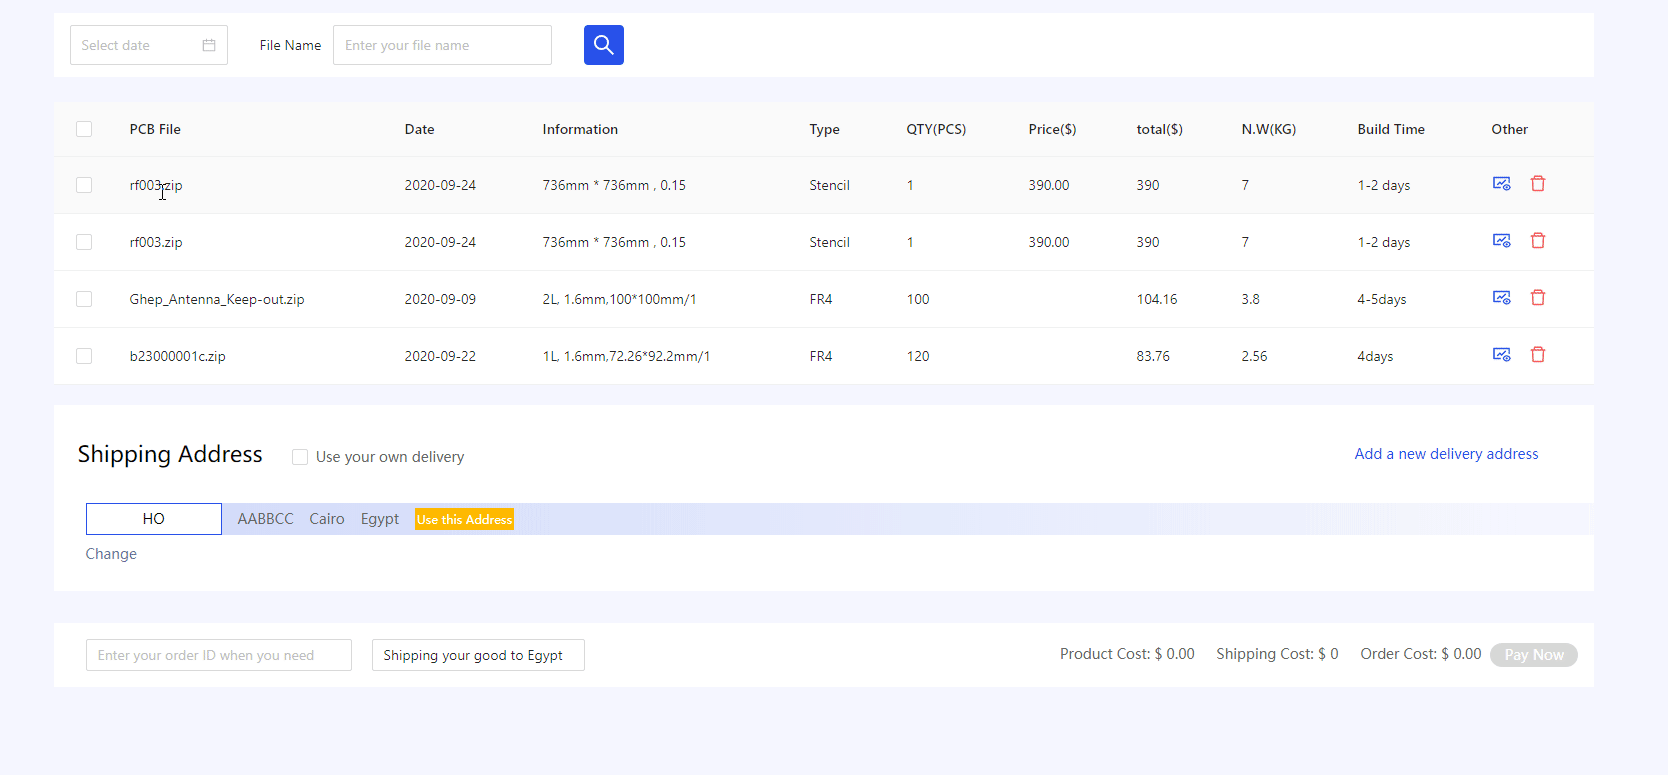 Select date File Name Enter your file name
PCB File Date Information Type QTY(PCS) Price($) total($) N.W(KG) Build Time Other
rf003.zip 2020-09-24 736mm * 736mm , 0.15 Stencil 1 390.00 390 7 1-2 days
rf003.zip 2020-09-24 736mm * 736mm , 0.15 Stencil 1 390.00 390 7 1-2 days
Ghep_Antenna_Keep-out.zip 2020-09-09 2L, 1.6mm,100*100mm/1 FR4 100 104.16 3.8 4-5days
b23000001c.zip 2020-09-22 1L, 1.6mm,72.26*92.2mm/1 FR4 120 83.76 2.56 4days
Shipping Address Use your own delivery Add a new delivery address
HO AABBCC Cairo Egypt Use this Address
Change
Enter your order ID when you need Shipping your good to Egypt Product Cost: $ 0.00 Shipping Cost: $ 0 Order Cost: $ 0.00 Pay Now